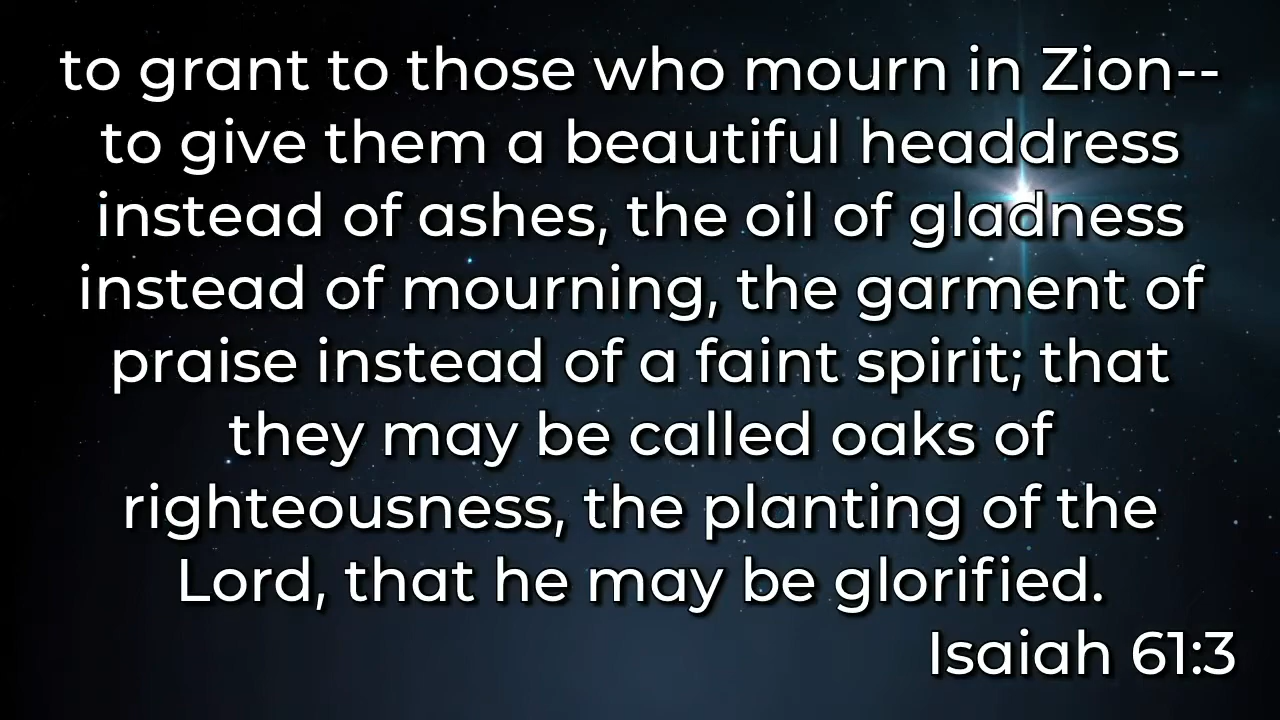 to grant to those who mourn in Zion--
to give them a beautiful headdress
instead of ashes, the oil of gladness
instead of mourning, the garment of
praise instead of a faint spirit; that
they may be called oaks of
righteousness, the planting of the
Lord, that he may be glorified.
Isaiah 61:3